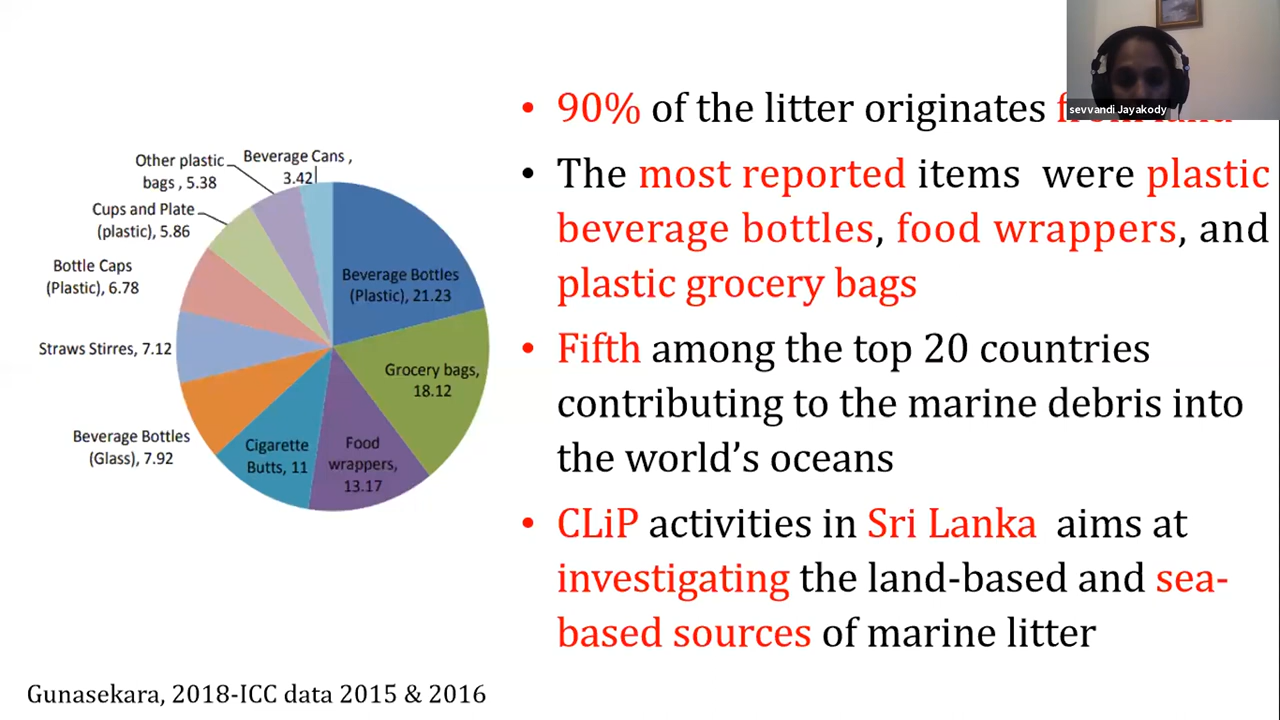 sevvandi Jayakody
• 90% of the litter originates from land
• The most reported items were plastic
beverage bottles, food wrappers, and
plastic grocery bags
• Fifth among the top 20 countries
contributing to the marine debris into
the world's oceans
• CLiP activities in Sri Lanka aims at
investigating the land-based and sea-
based sources of marine litter
Other plastic
bags , 5.38
Beverage Cans ,
3.42
Cups and Plate
(plastic), 5.86
Bottle Caps
(Plastic), 6.78
Straws Stirres, 7.12
Beverage Bottles
(Glass), 7.92
Cigarette
Butts, 11
Food
wrappers,
13.17
Grocery bags,
18.12
Beverage Bottles
(Plastic), 21.23
Gunasekara, 2018-ICC data 2015 & 2016